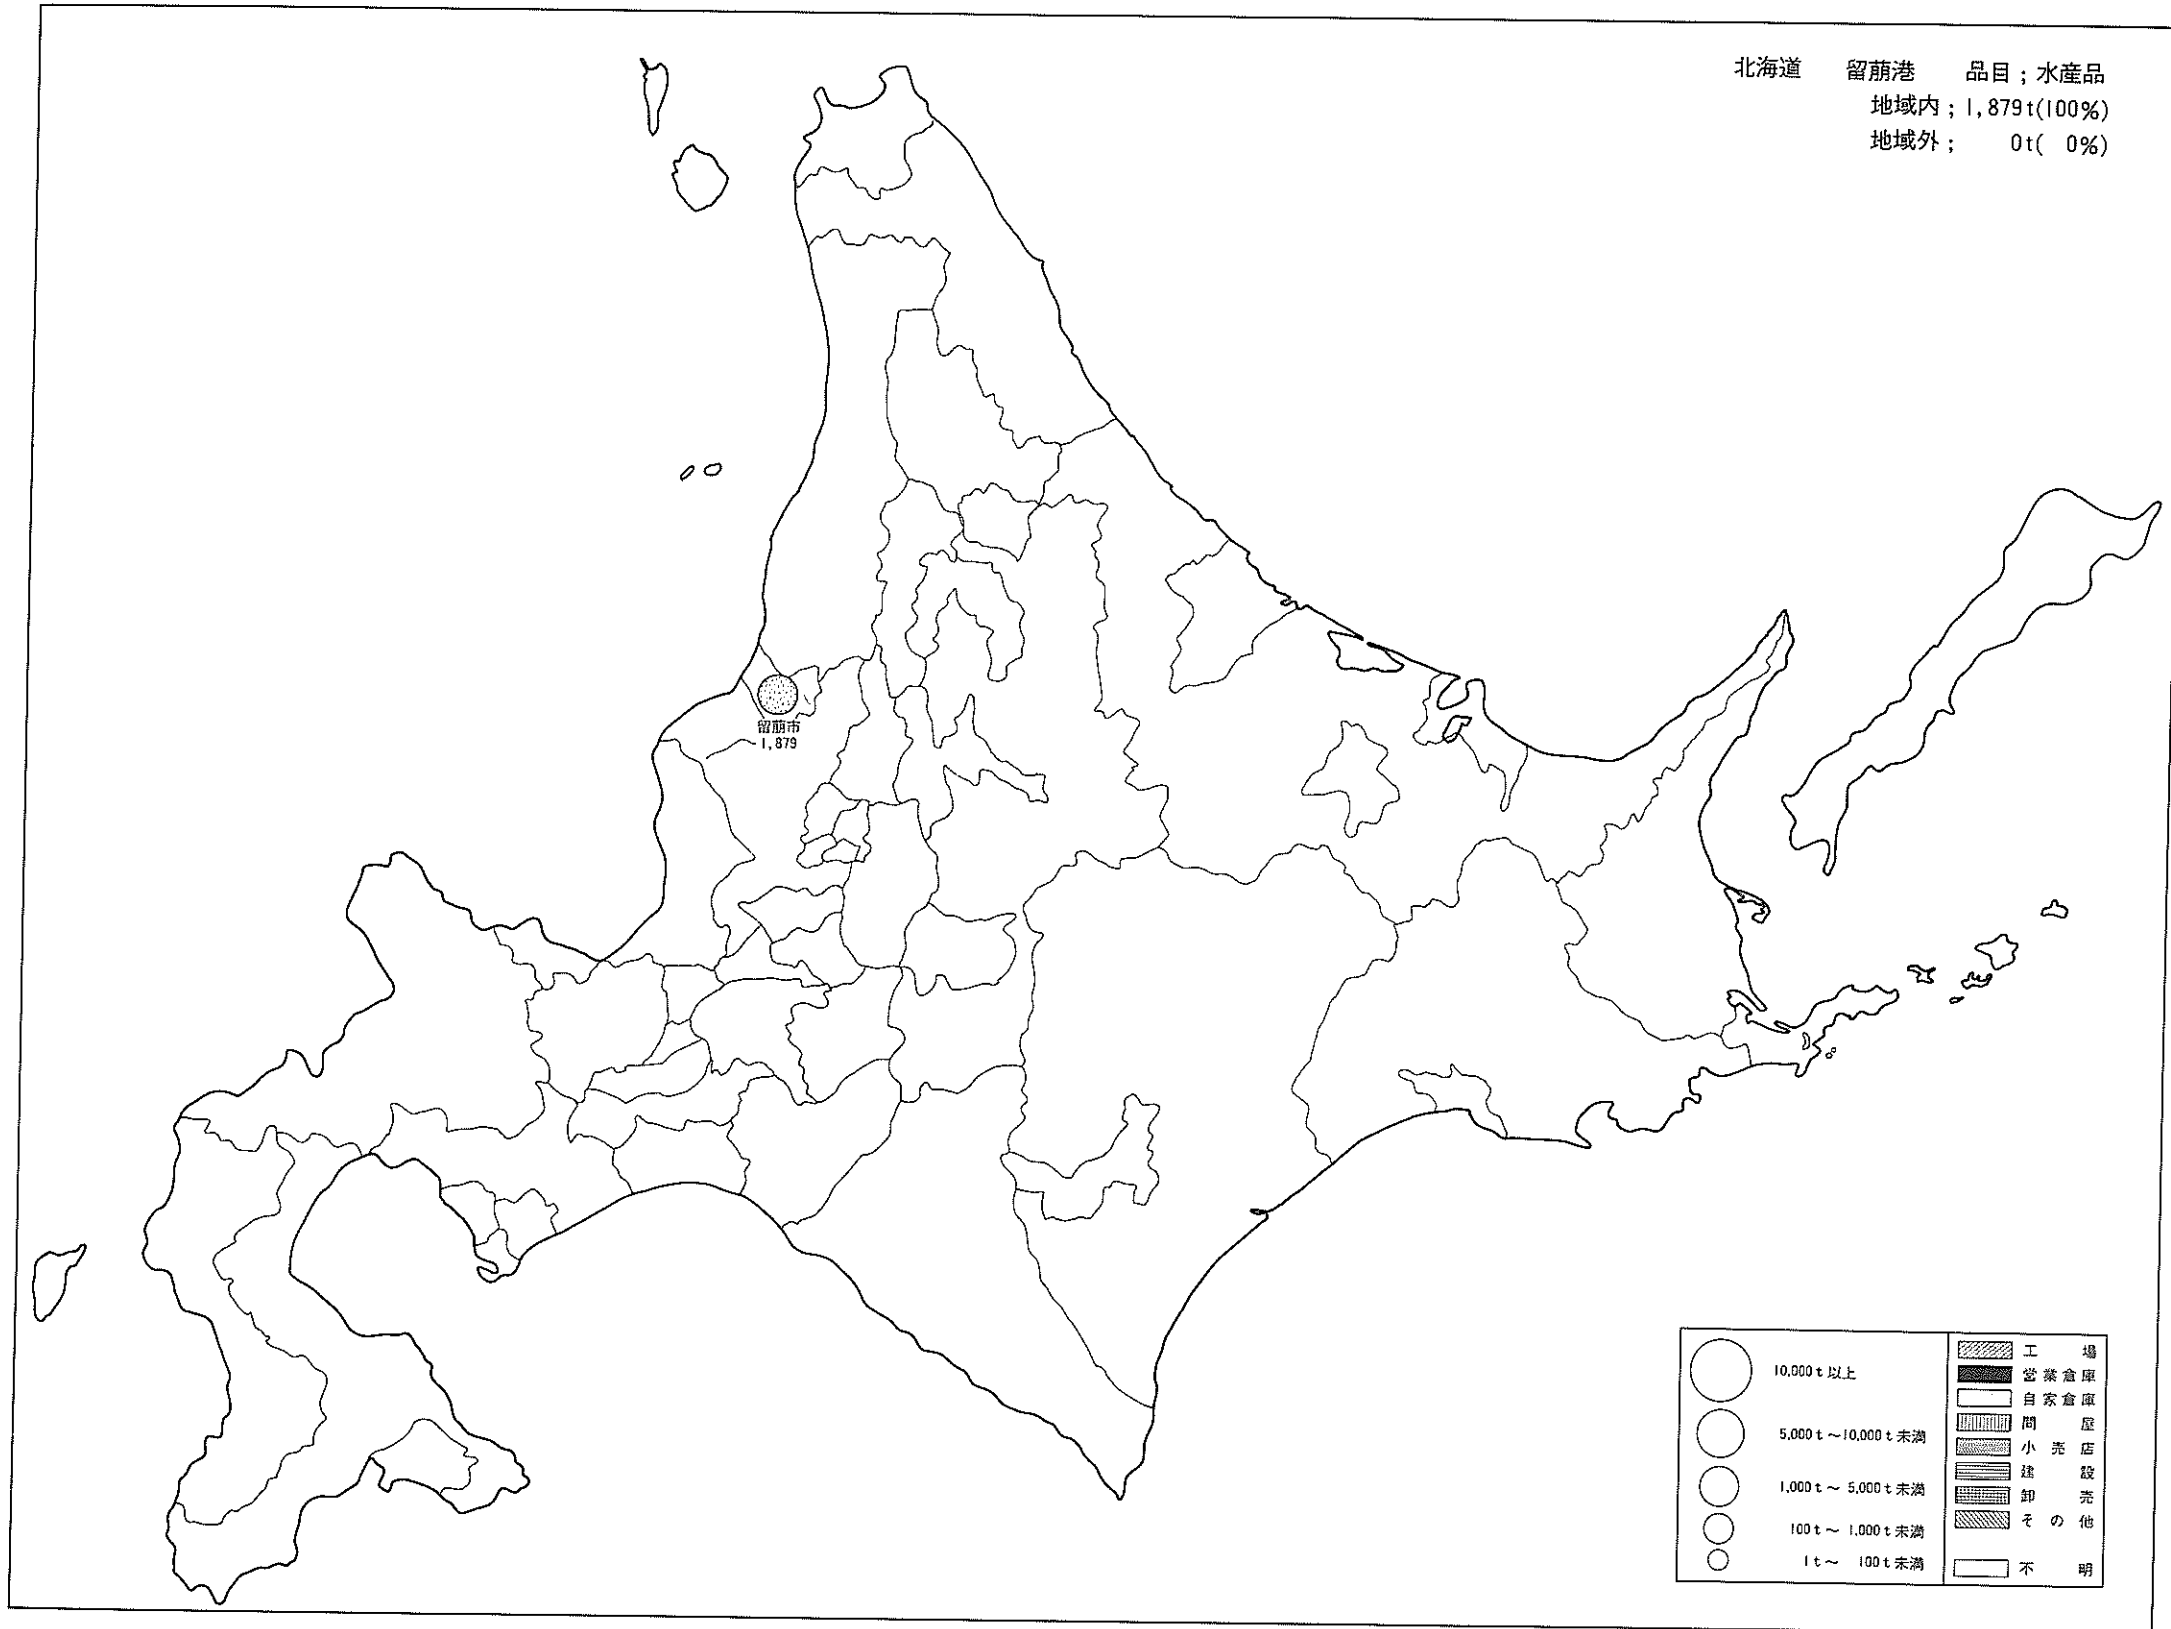 北海道 留萠港 品目；水産品
地域内；1,879t(100%)
地域外； 0t( 0%)
留萠市
1,879
10,000t以上
5,000t～10,000t未満
1,000t～ 5,000t未満
100t～ 1,000t未満
1t～ 100t未満
工場
営業倉庫
自家倉庫
問屋
小売店
建設
卸売
その他
不明